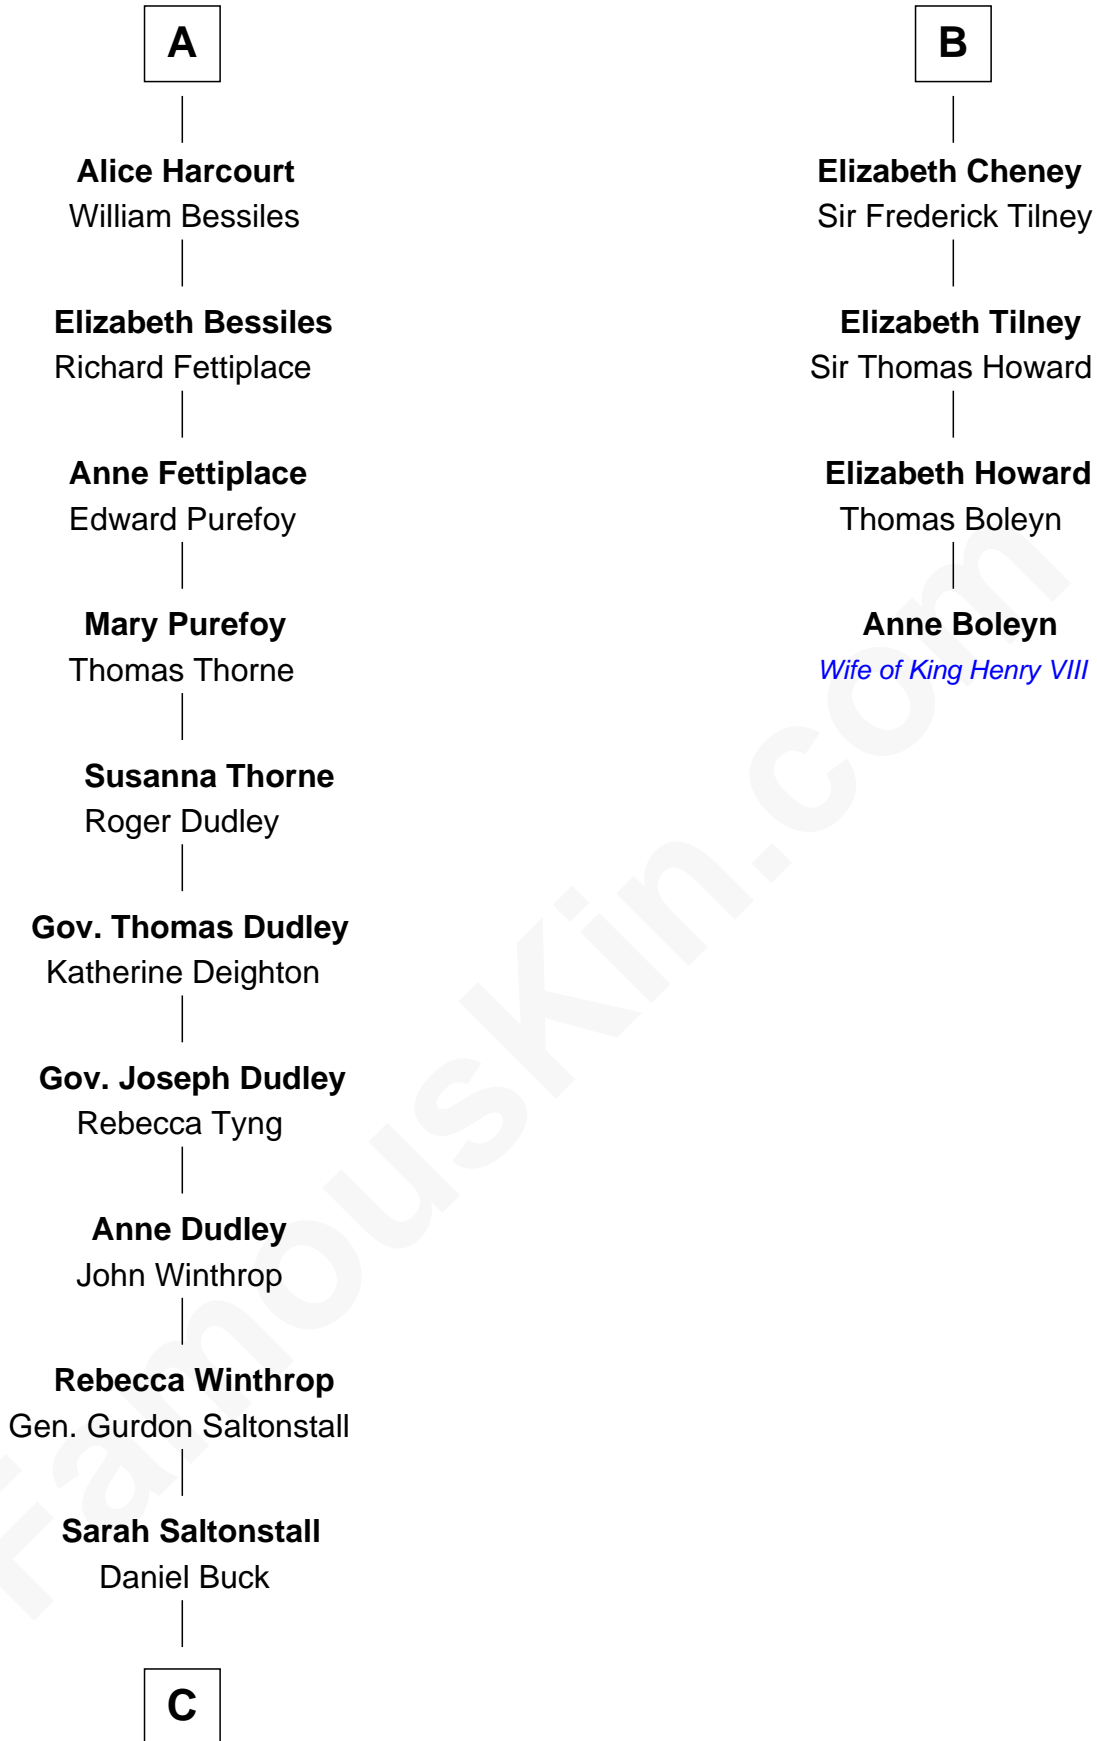 A
Alice Harcourt
William Bessiles
Elizabeth Bessiles
Richard Fettiplace
Anne Fettiplace
Edward Purefoy
Mary Purefoy
Thomas Thorne
Susanna Thorne
Roger Dudley
Gov. Thomas Dudley
Katherine Deighton
Gov. Joseph Dudley
Rebecca Tyng
Anne Dudley
John Winthrop
Rebecca Winthrop
Gen. Gurdon Saltonstall
Sarah Saltonstall
Daniel Buck
C
B
Elizabeth Cheney
Sir Frederick Tilney
Elizabeth Tilney
Sir Thomas Howard
Elizabeth Howard
Thomas Boleyn
Anne Boleyn
Wife of King Henry VIII
FamousKin.com